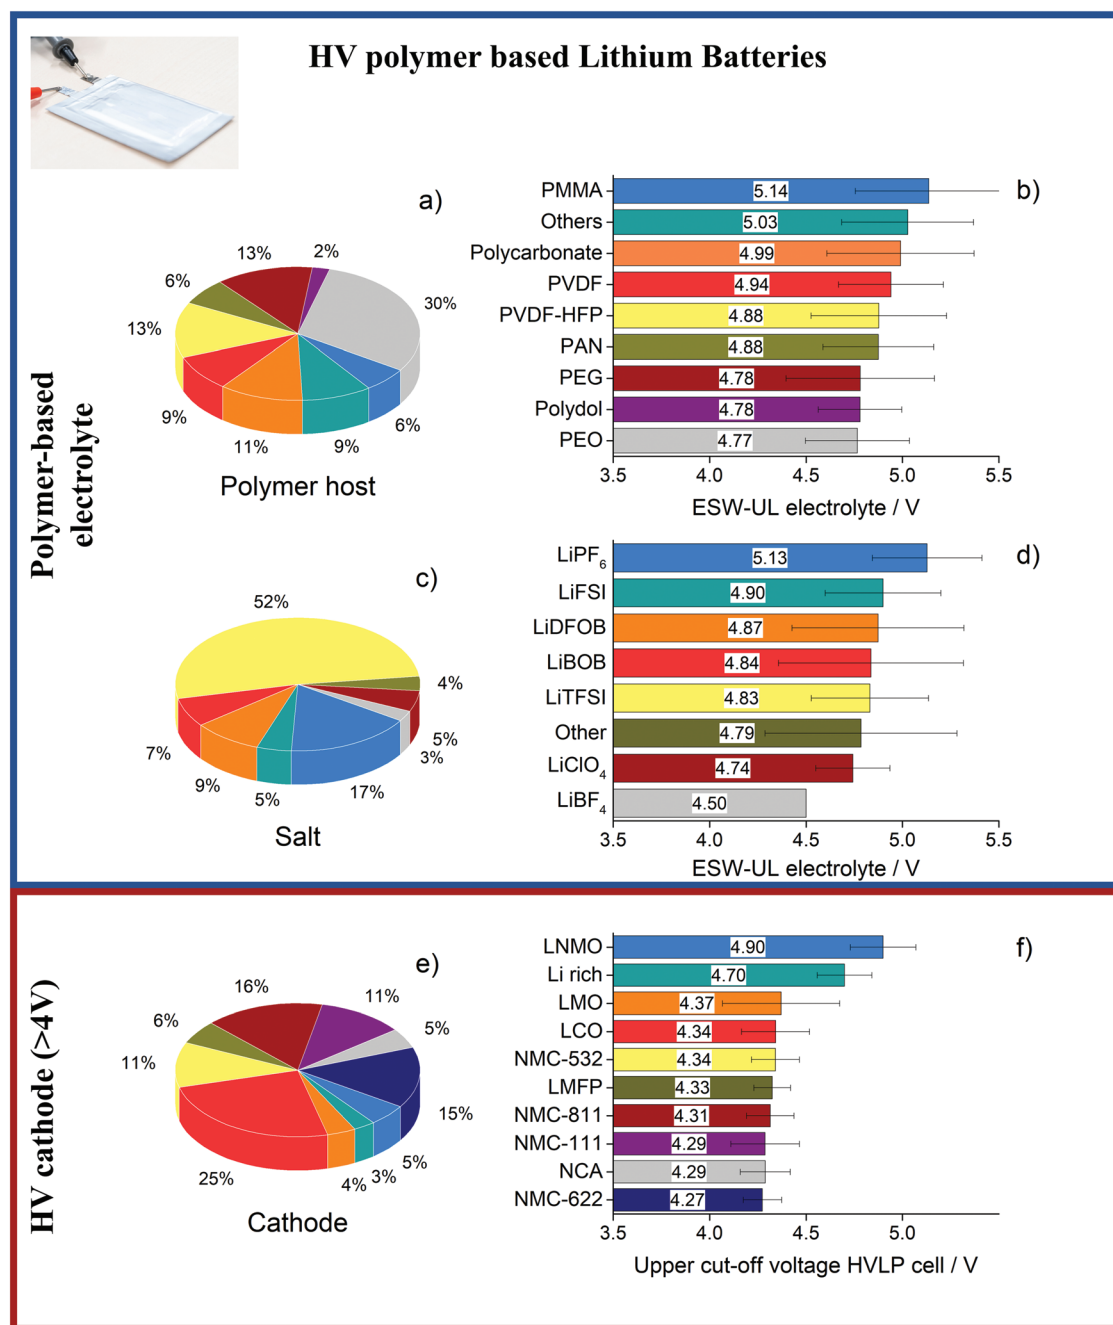 HV polymer based Lithium Batteries
Polymer-based
electrolyte
a)
13%
2%
6%
30%
13%
9%
11%
9%
6%
Polymer host
b)
PMMA 5.14
Others 5.03
Polycarbonate 4.99
PVDF 4.94
PVDF-HFP 4.88
PAN 4.88
PEG 4.78
Polydol 4.78
PEO 4.77
3.5 4.0 4.5 5.0 5.5
ESW-UL electrolyte / V
c)
52%
4%
5%
3%
7%
9%
5%
17%
Salt
d)
LiPF₆ 5.13
LiFSI 4.90
LiDFOB 4.87
LiBOB 4.84
LiTFSI 4.83
Other 4.79
LiClO₄ 4.74
LiBF₄ 4.50
3.5 4.0 4.5 5.0 5.5
ESW-UL electrolyte / V
HV cathode (>4V)
e)
16%
11%
6%
5%
11%
15%
25%
4%
3%
5%
Cathode
f)
LNMO 4.90
Li rich 4.70
LMO 4.37
LCO 4.34
NMC-532 4.34
LMFP 4.33
NMC-811 4.31
NMC-111 4.29
NCA 4.29
NMC-622 4.27
3.5 4.0 4.5 5.0
Upper cut-off voltage HVLP cell / V